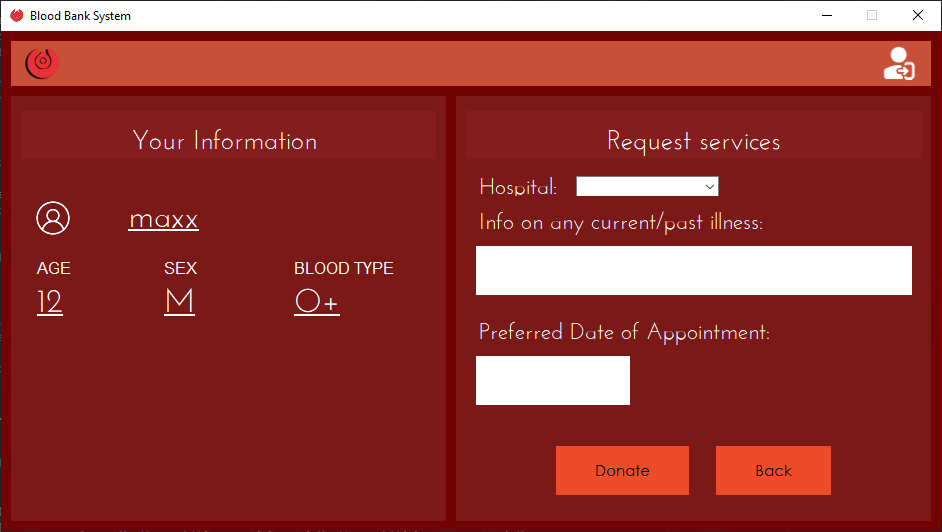 Blood Bank System
Your Information
maxx
AGE SEX BLOOD TYPE
12 M O+
Request services
Hospital:
Info on any current/past illness:
Preferred Date of Appointment:
Donate Back